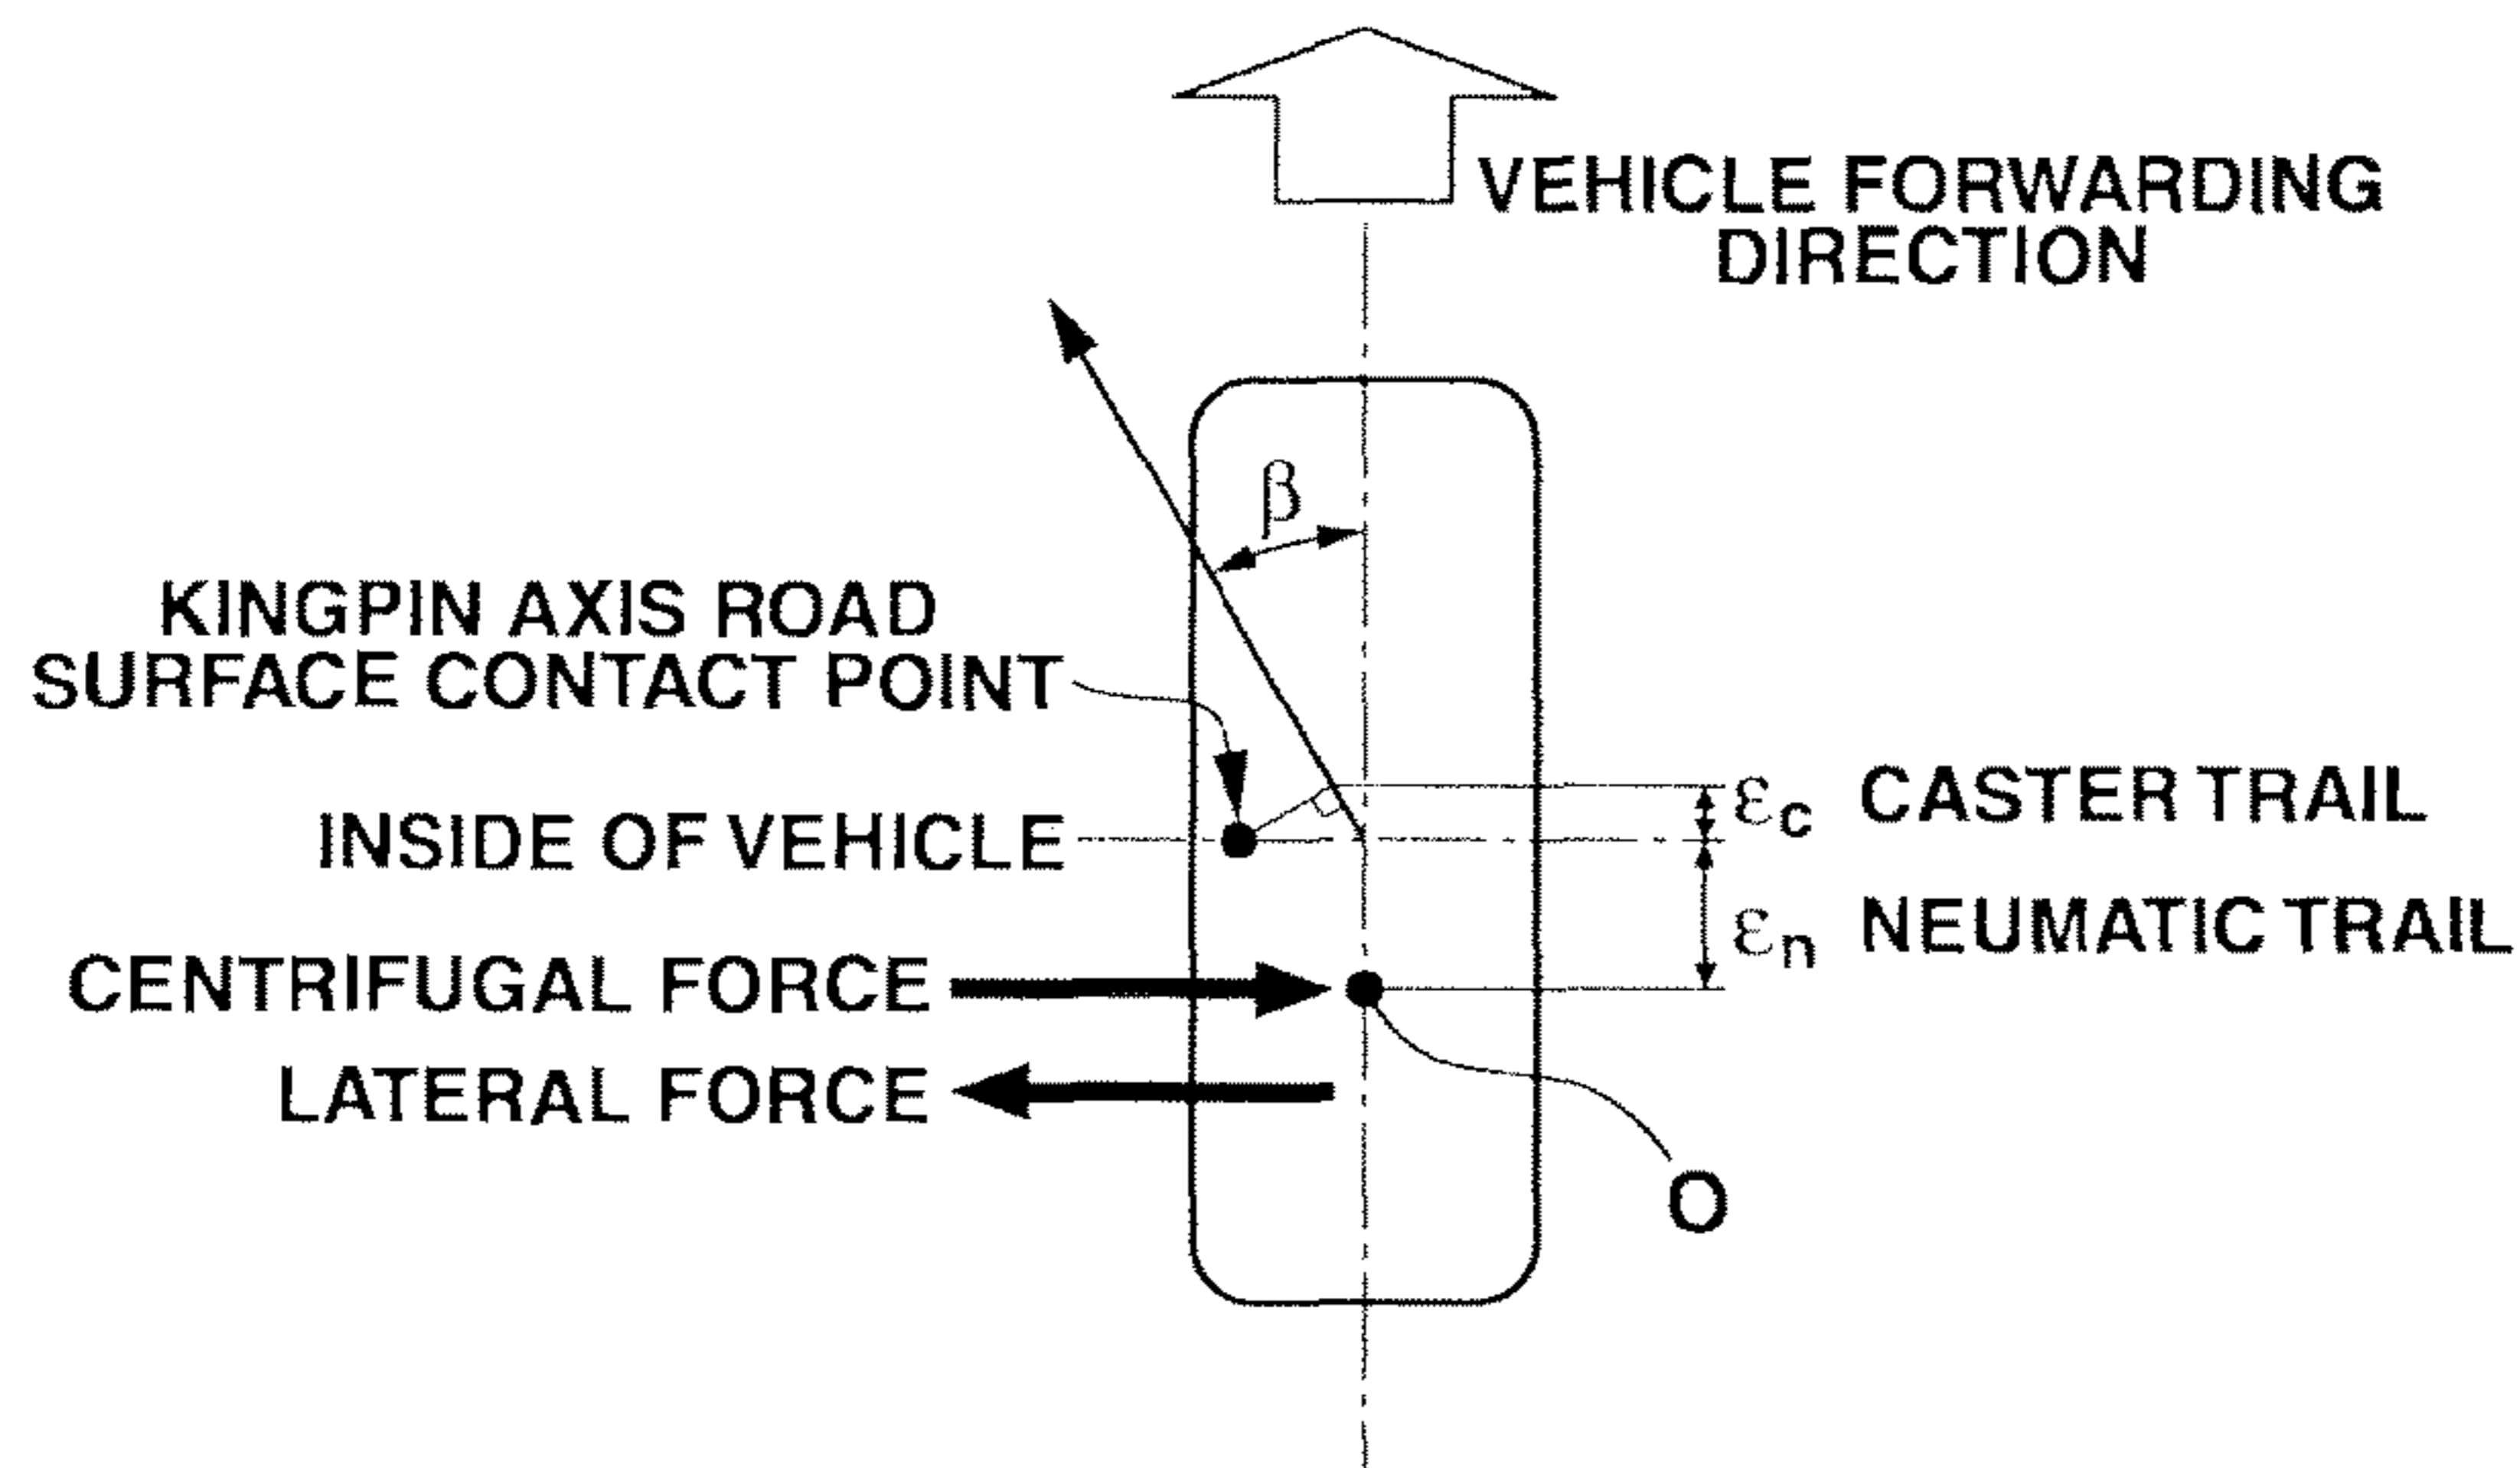 VEHICLE FORWARDING
DIRECTION
β
KINGPIN AXIS ROAD
SURFACE CONTACT POINT
εc CASTER TRAIL
INSIDE OF VEHICLE
εn NEUMATIC TRAIL
CENTRIFUGAL FORCE
LATERAL FORCE
O